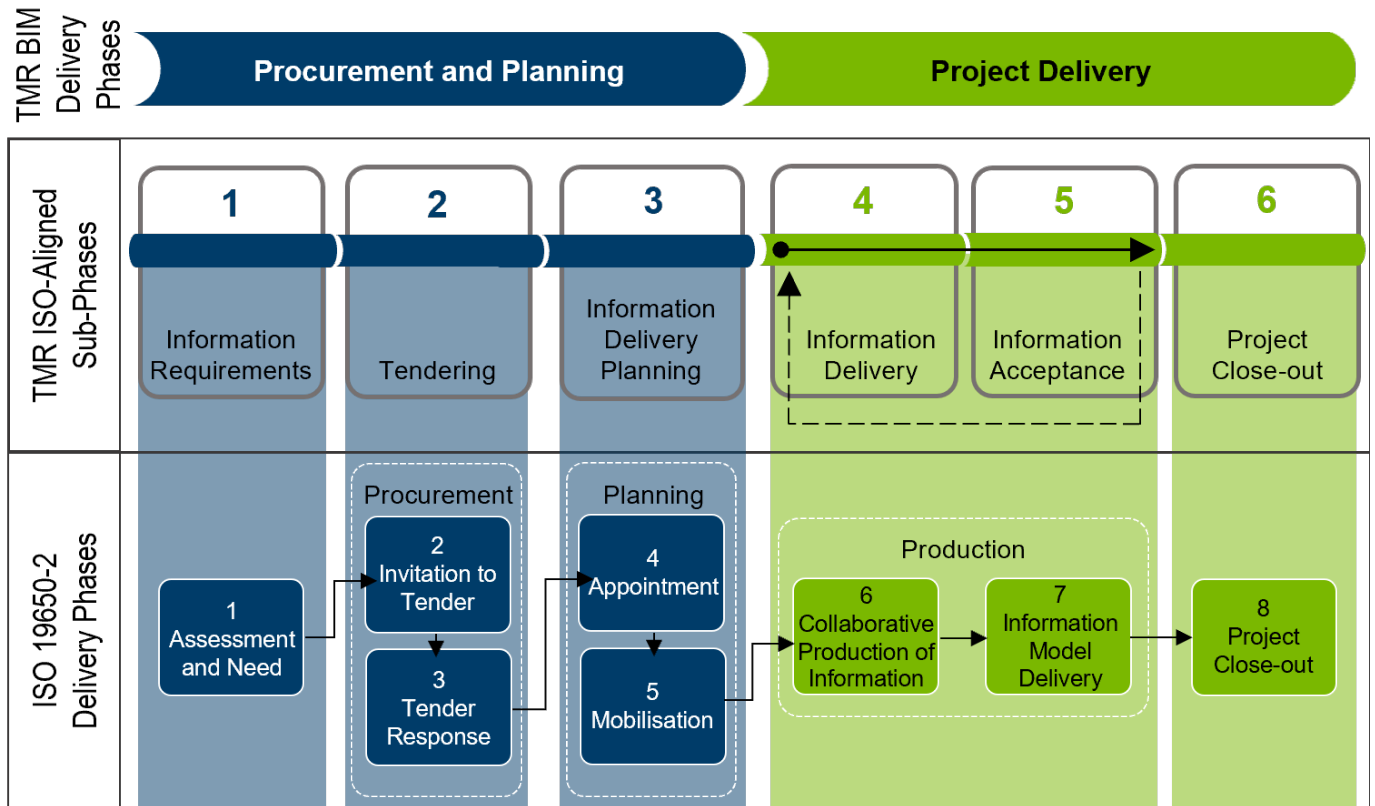 TMR BIM
Delivery
Phases
Procurement and Planning
Project Delivery
TMR ISO-Aligned
Sub-Phases
1
Information
Requirements
2
Tendering
3
Information
Delivery
Planning
4
Information
Delivery
5
Information
Acceptance
6
Project
Close-out
ISO 19650-2
Delivery Phases
1
Assessment
and Need
Procurement
2
Invitation to
Tender
3
Tender
Response
Planning
4
Appointment
5
Mobilisation
Production
6
Collaborative
Production of
Information
7
Information
Model
Delivery
8
Project
Close-out